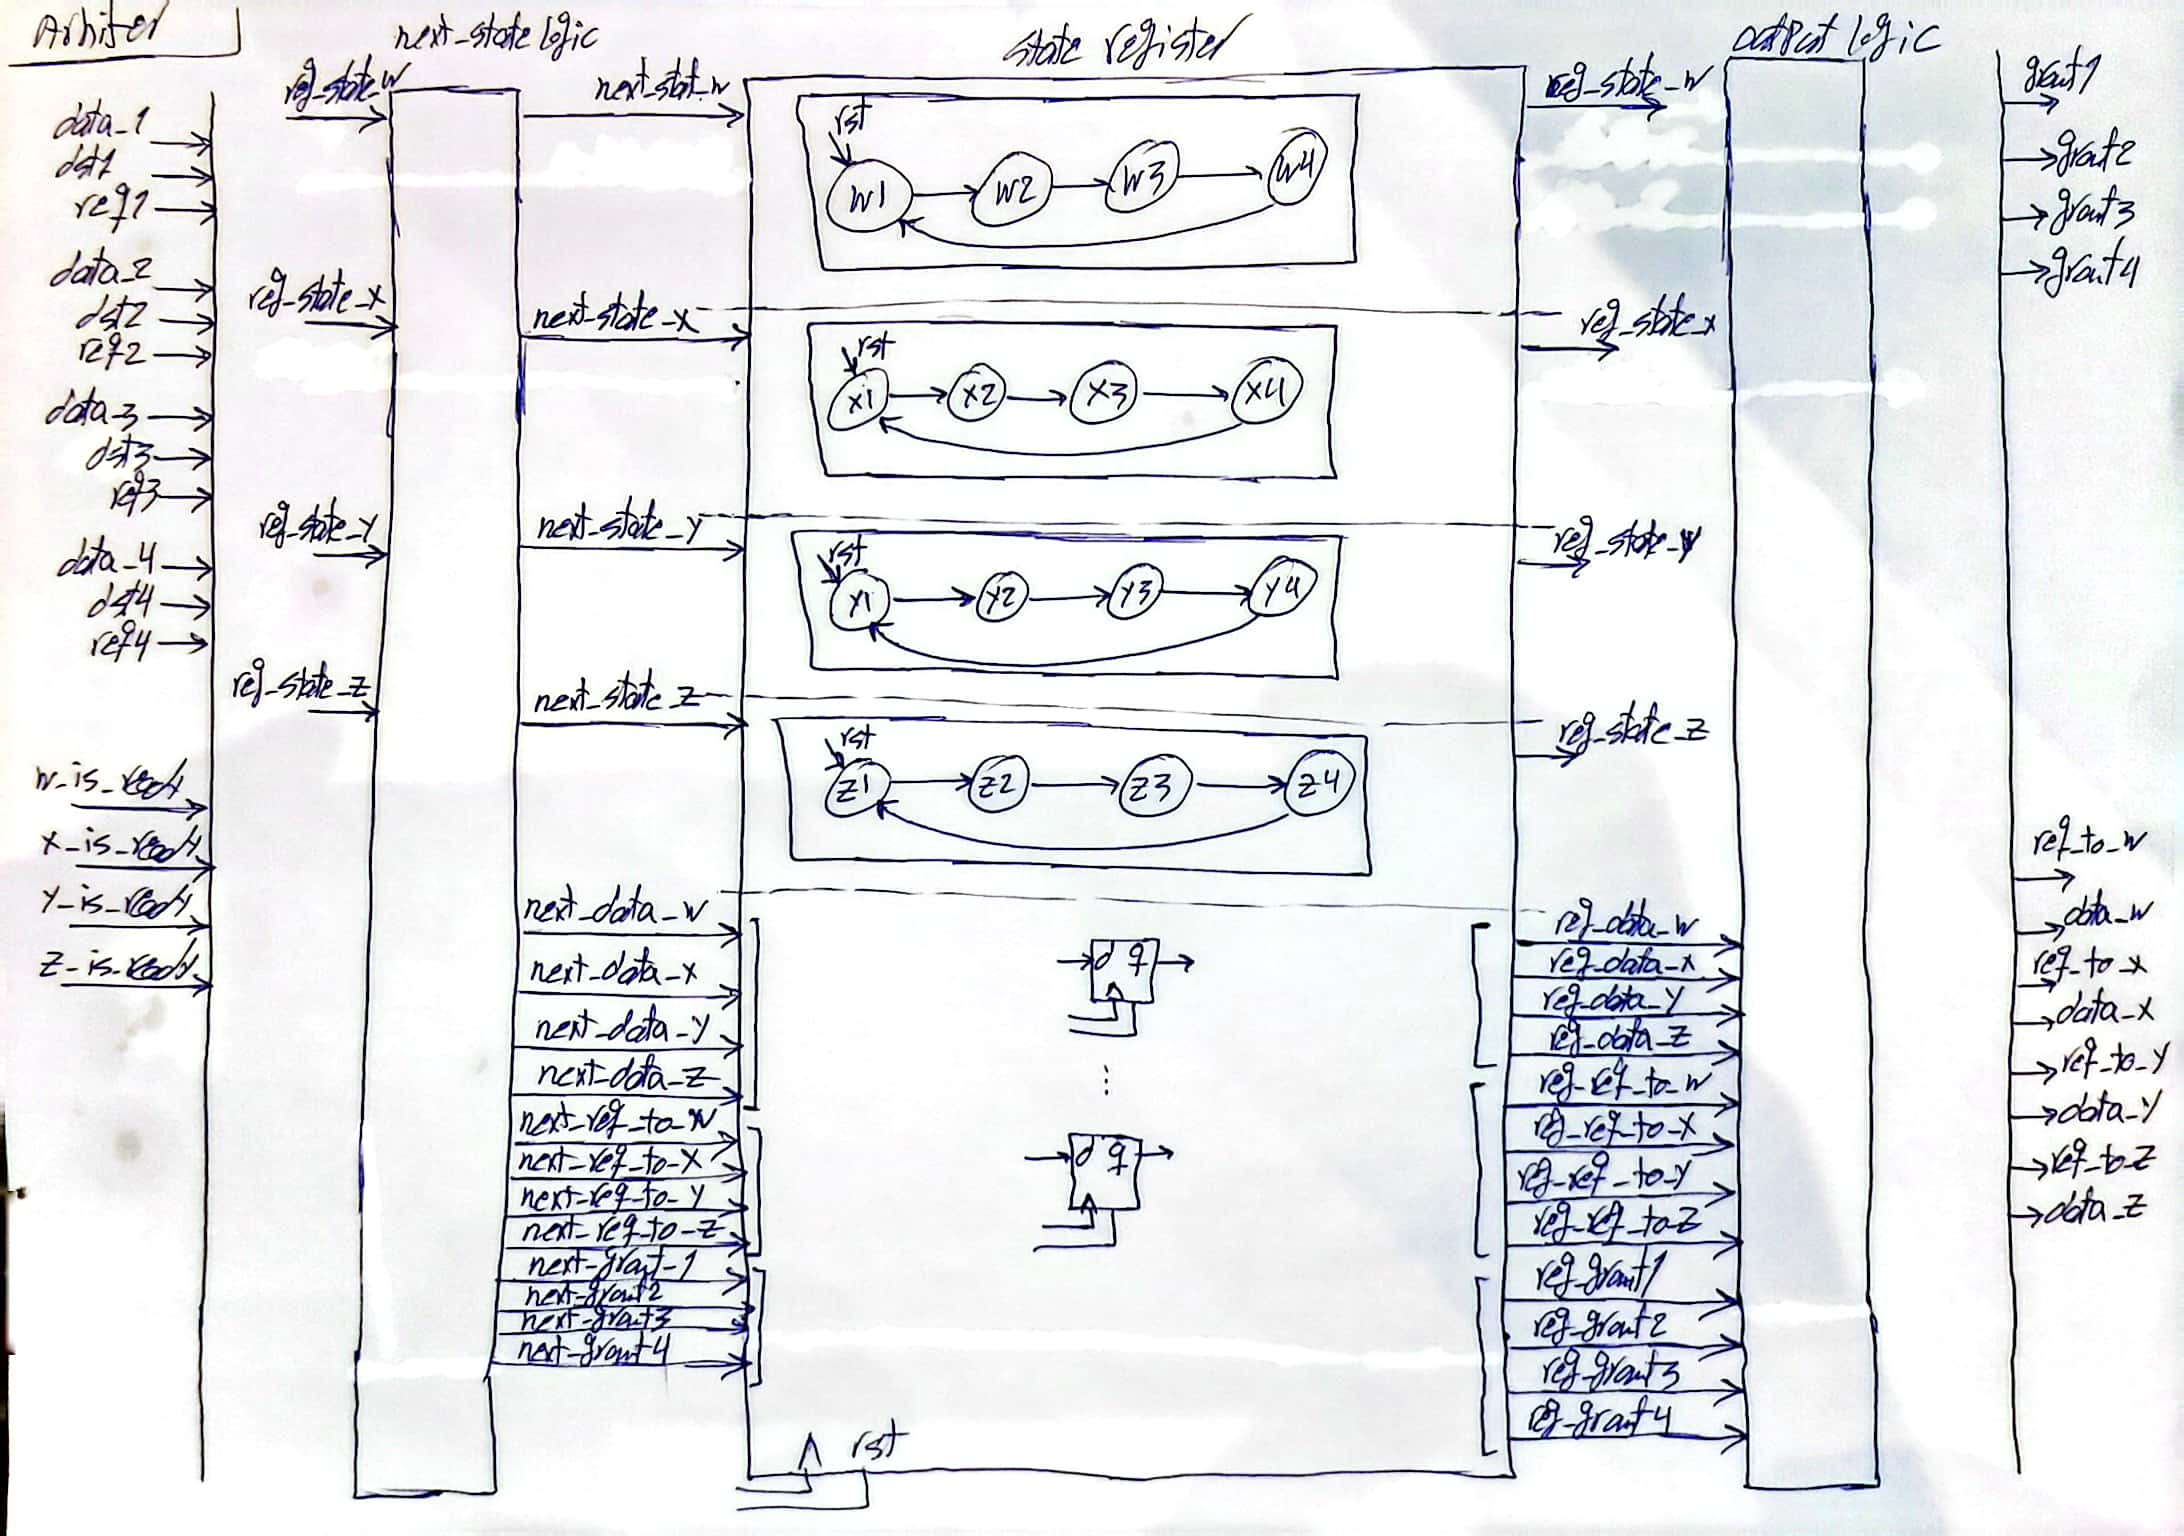 Arbiter
next_state logic
state register
output logic
data_1
dst1
req1
data_2
dst2
req2
data_3
dst3
req3
data_4
dst4
req4
w_is_ready
x_is_ready
y_is_ready
z_is_ready
reg_state_w
reg_state_x
reg_state_y
reg_state_z
next_stat_w
next_state_x
next_state_y
next_state_z
next_data_w
next_data_x
next_data_y
next_data_z
next_req_to_w
next_req_to_x
next_req_to_y
next_req_to_z
next_grant_1
next_grant2
next_grant3
next_grant4
rst
w1 w2 w3 w4
rst
x1 x2 x3 x4
rst
y1 y2 y3 y4
rst
z1 z2 z3 z4
d q
⋮
d q
rst
reg_state_w
reg_state_x
reg_state_y
reg_state_z
reg_data_w
reg_data_x
reg_data_y
reg_data_z
reg_req_to_w
reg_req_to_x
reg_req_to_y
reg_req_to_z
reg_grant1
reg_grant2
reg_grant3
reg_grant4
grant1
grant2
grant3
grant4
req_to_w
data_w
req_to_x
data_x
req_to_y
data_y
req_to_z
data_z